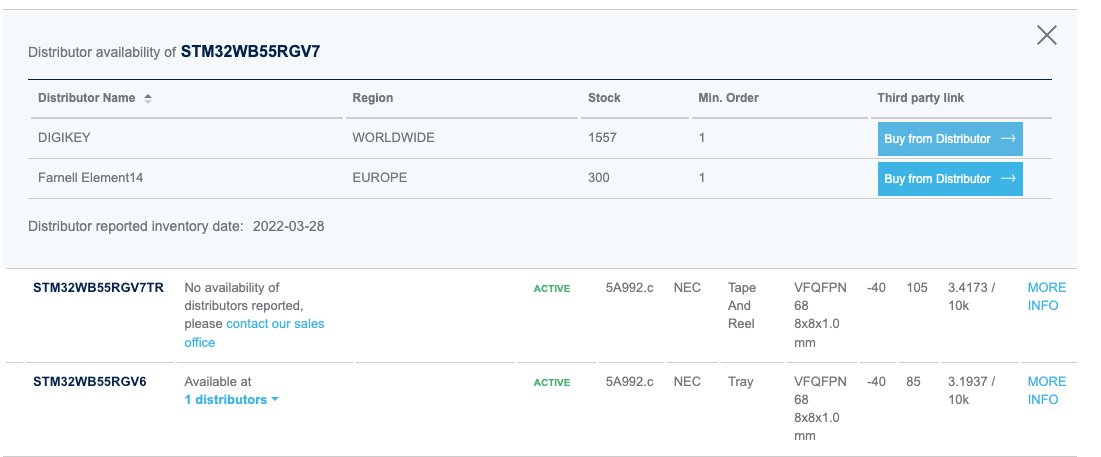 Distributor availability of STM32WB55RGV7
Distributor Name Region Stock Min. Order Third party link
DIGIKEY WORLDWIDE 1557 1 Buy from Distributor →
Farnell Element14 EUROPE 300 1 Buy from Distributor →
Distributor reported inventory date: 2022-03-28
STM32WB55RGV7TR No availability of ACTIVE 5A992.c NEC Tape VFQFPN -40 105 3.4173 / MORE
distributors reported, And 68 10k INFO
please contact our sales Reel 8x8x1.0
office mm
STM32WB55RGV6 Available at ACTIVE 5A992.c NEC Tray VFQFPN -40 85 3.1937 / MORE
1 distributors 68 10k INFO
8x8x1.0
mm